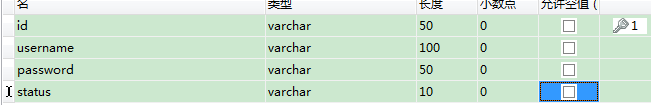 名 类型 长度 小数点 允许空值 (
id varchar 50 0 1
username varchar 100 0
password varchar 50 0
status varchar 10 0